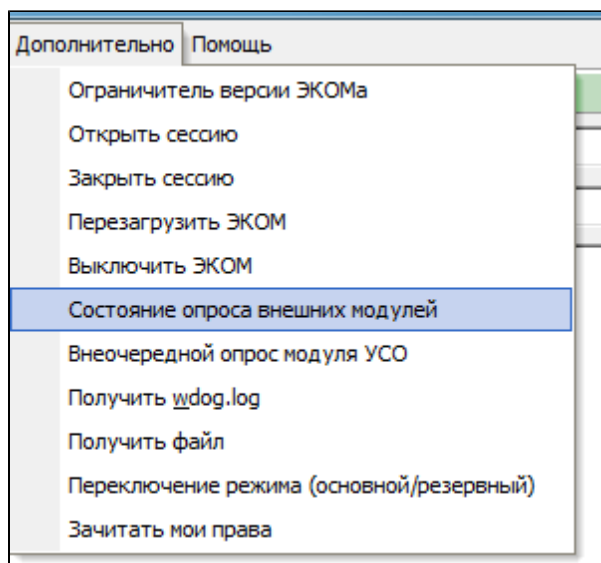 Дополнительно Помощь
Ограничитель версии ЭКОМа
Открыть сессию
Закрыть сессию
Перезагрузить ЭКОМ
Выключить ЭКОМ
Состояние опроса внешних модулей
Внеочередной опрос модуля УСО
Получить wdog.log
Получить файл
Переключение режима (основной/резервный)
Зачитать мои права